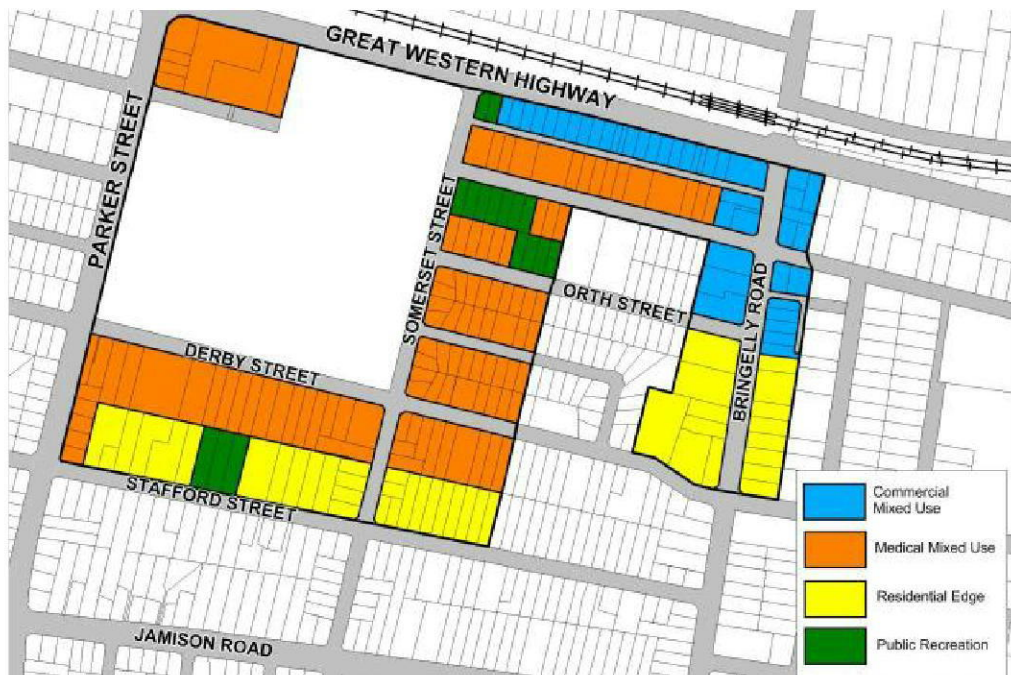 GREAT WESTERN HIGHWAY
PARKER STREET
SOMERSET STREET
ORTH STREET
BRINGELLY ROAD
DERBY STREET
STAFFORD STREET
JAMISON ROAD
Commercial
Mixed Use
Medical Mixed Use
Residential Edge
Public Recreation